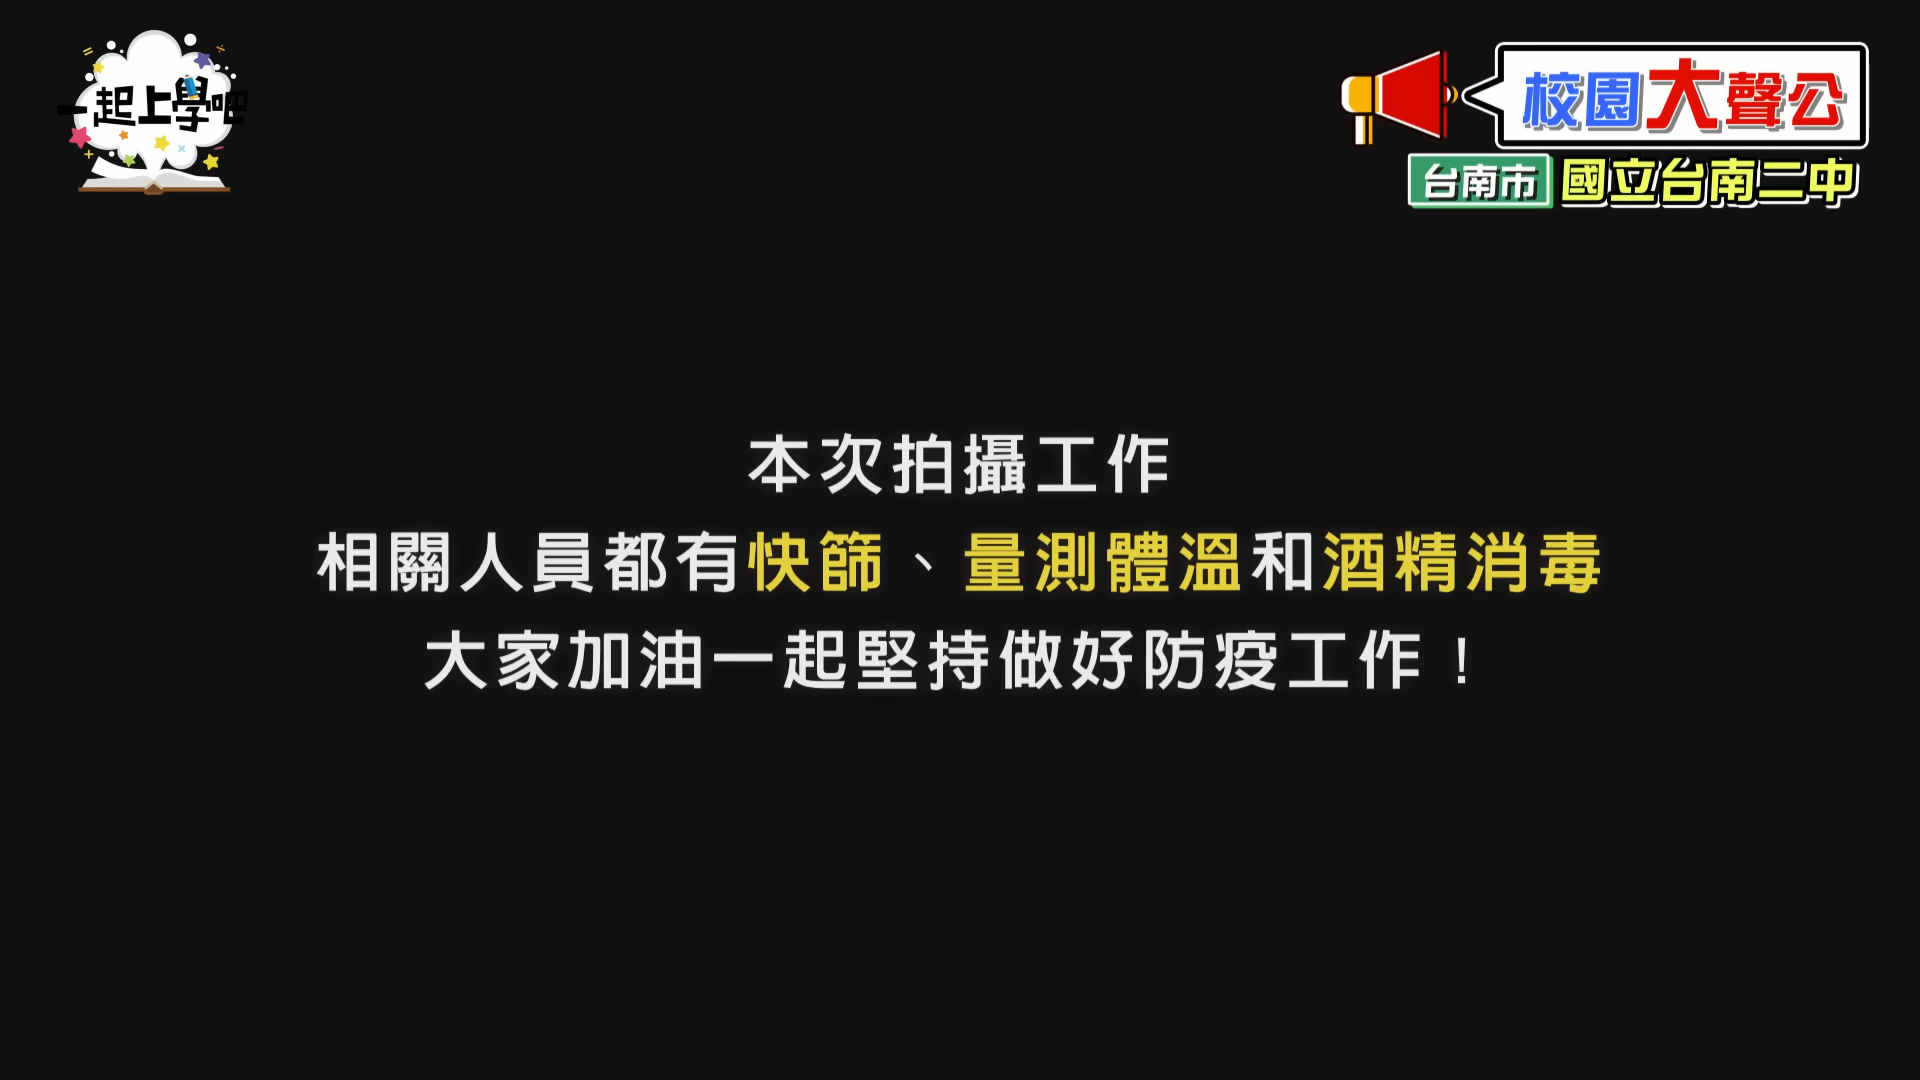 一起上學吧
校園大聲公
台南市 國立台南二中
本次拍攝工作
相關人員都有快篩、量測體溫和酒精消毒
大家加油一起堅持做好防疫工作！